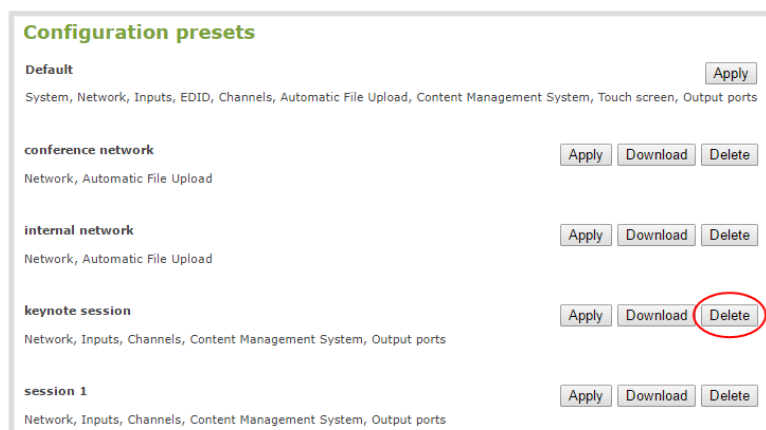 Configuration presets
Default
Apply
System, Network, Inputs, EDID, Channels, Automatic File Upload, Content Management System, Touch screen, Output ports
conference network
Apply Download Delete
Network, Automatic File Upload
internal network
Apply Download Delete
Network, Automatic File Upload
keynote session
Apply Download Delete
Network, Inputs, Channels, Content Management System, Output ports
session 1
Apply Download Delete
Network, Inputs, Channels, Content Management System, Output ports